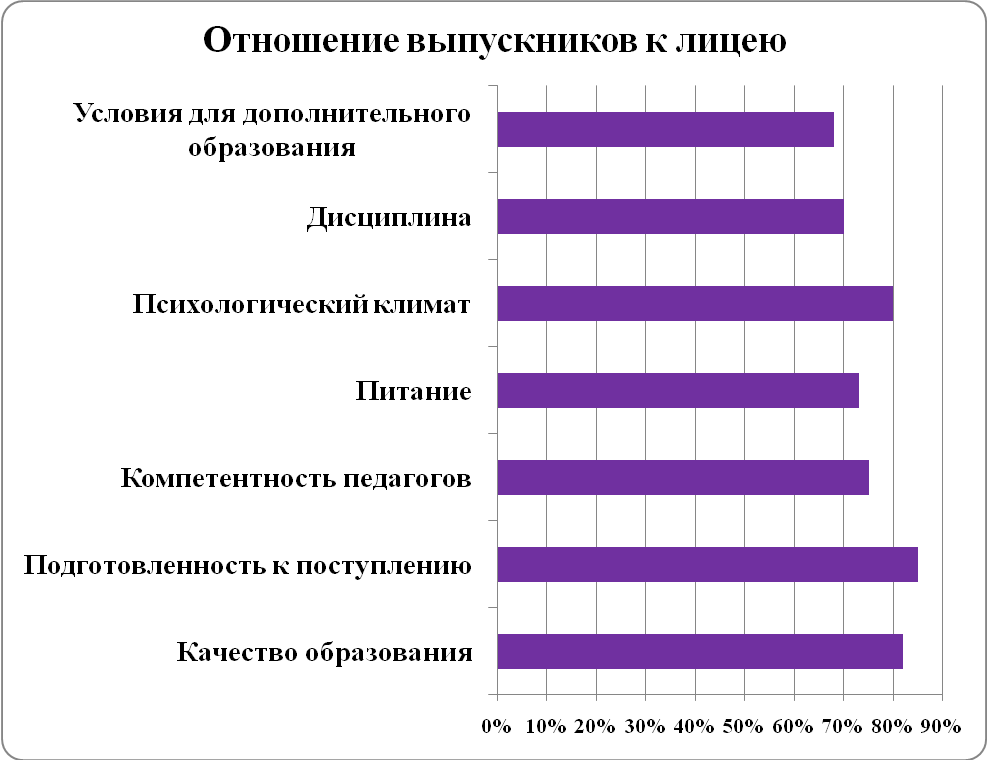 Отношение выпускников к лицею
Условия для дополнительного
образования
Дисциплина
Психологический климат
Питание
Компетентность педагогов
Подготовленность к поступлению
Качество образования
0% 10% 20% 30% 40% 50% 60% 70% 80% 90%